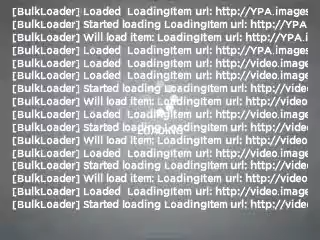 [BulkLoader] Loaded LoadingItem url: http://YPA.images
[BulkLoader] Started loading LoadingItem url: http://YPA
[BulkLoader] Will load item: LoadingItem url: http://YPA.i
[BulkLoader] Loaded LoadingItem url: http://YPA.images
[BulkLoader] Loaded LoadingItem url: http://video.image
[BulkLoader] Loaded LoadingItem url: http://video.image
[BulkLoader] Started loading LoadingItem url: http://vide
[BulkLoader] Will load item: LoadingItem url: http://video
[BulkLoader] Loaded LoadingItem url: http://video.image
[BulkLoader] Started loading LoadingItem url: http://vide
LOADING
[BulkLoader] Will load item: LoadingItem url: http://video
[BulkLoader] Loaded LoadingItem url: http://video.image
[BulkLoader] Started loading LoadingItem url: http://vide
[BulkLoader] Will load item: LoadingItem url: http://video
[BulkLoader] Loaded LoadingItem url: http://video.image
[BulkLoader] Started loading LoadingItem url: http://vide